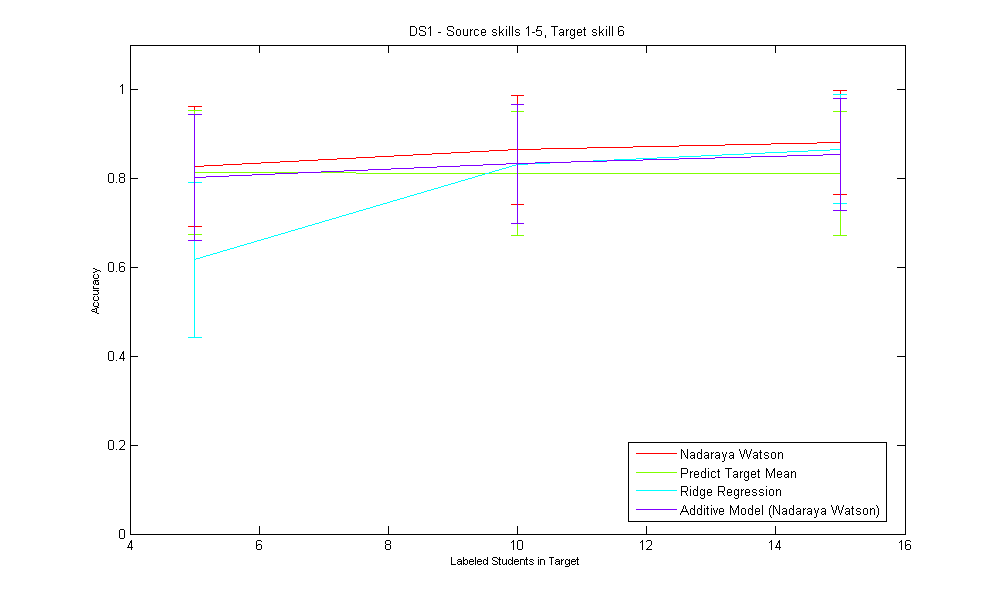 DS1 - Source skills 1-5, Target skill 6
1
0.8
0.6
0.4
0.2
0
Accuracy
4 6 8 10 12 14 16
Labeled Students in Target
Nadaraya Watson
Predict Target Mean
Ridge Regression
Additive Model (Nadaraya Watson)